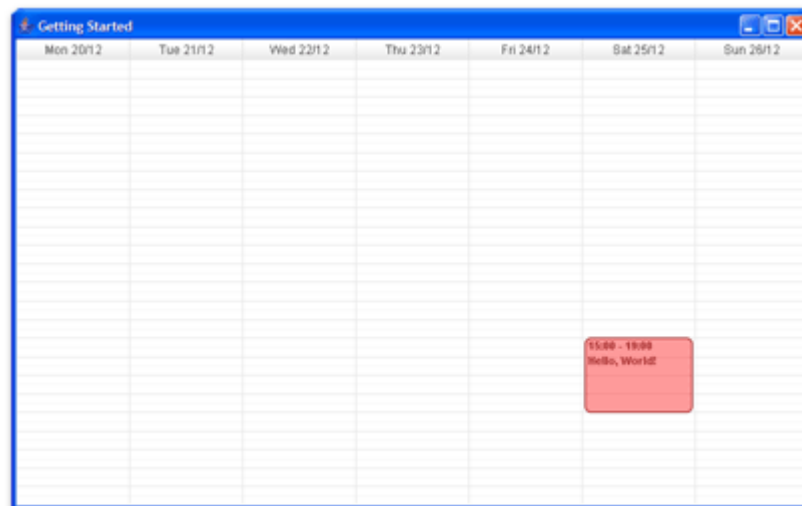 Getting Started
Mon 20/12 Tue 21/12 Wed 22/12 Thu 23/12 Fri 24/12 Sat 25/12 Sun 26/12
15:00 - 19:00
Hello, World!